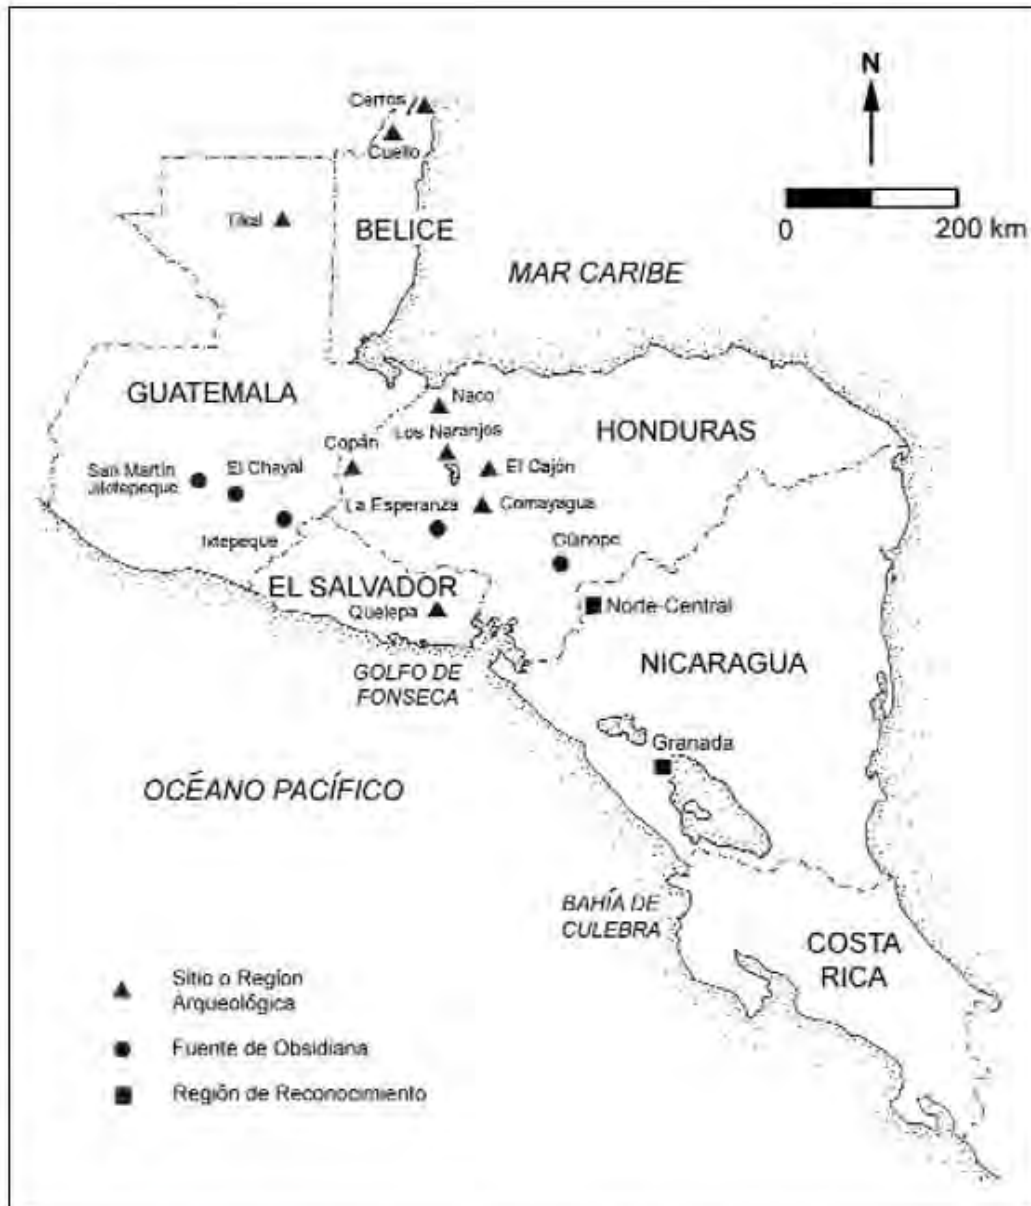 N
0 200 km
Cerros
Cuello
Tikal
BELICE
MAR CARIBE
GUATEMALA
Naco
Los Naranjos
HONDURAS
Copán
San Martín
Jilotepeque
El Chayal
El Cajón
La Esperanza
Comayagua
Ixtepeque
Güinope
EL SALVADOR
Quelepa
Norte-Central
GOLFO DE
FONSECA
NICARAGUA
Granada
OCÉANO PACÍFICO
BAHÍA DE
CULEBRA
COSTA
RICA
Sitio o Región
Arqueológica
Fuente de Obsidiana
Región de Reconocimiento